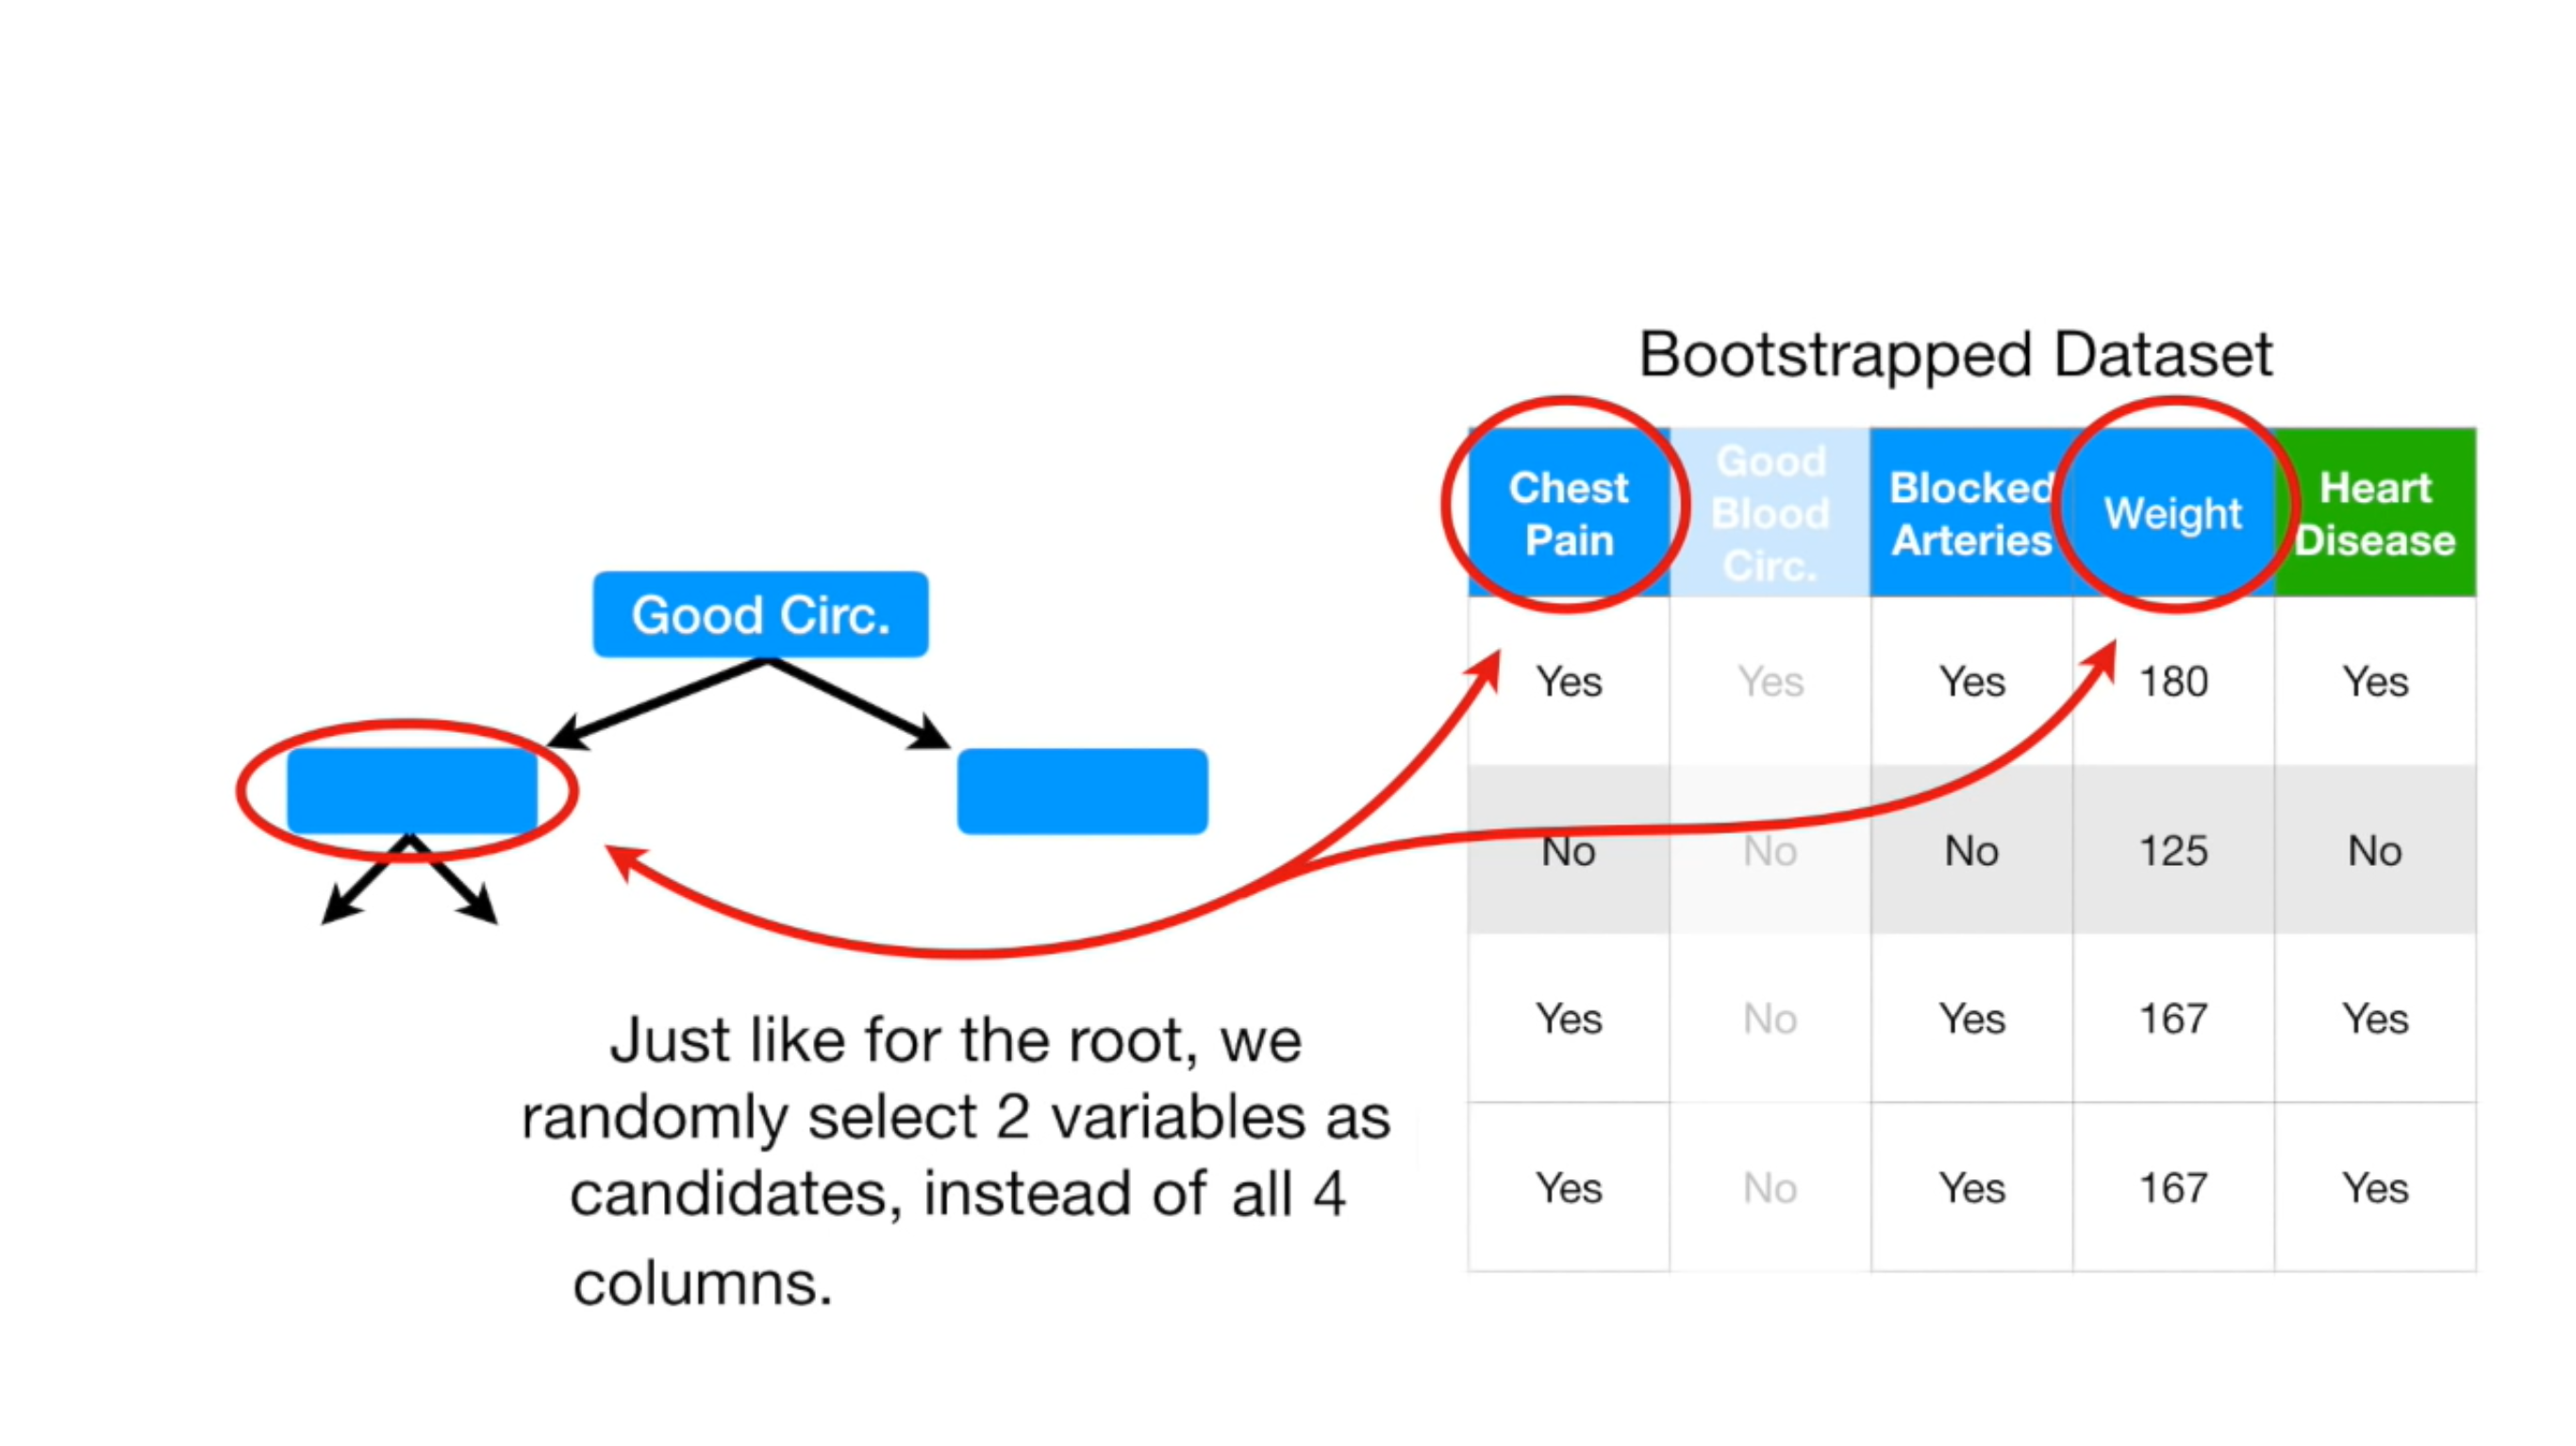 Bootstrapped Dataset
Chest Pain
Good Blood Circ.
Blocked Arteries
Weight
Heart Disease
Yes Yes Yes 180 Yes
No No No 125 No
Yes No Yes 167 Yes
Yes No Yes 167 Yes
Good Circ.
Just like for the root, we
randomly select 2 variables as
candidates, instead of all 4
columns.